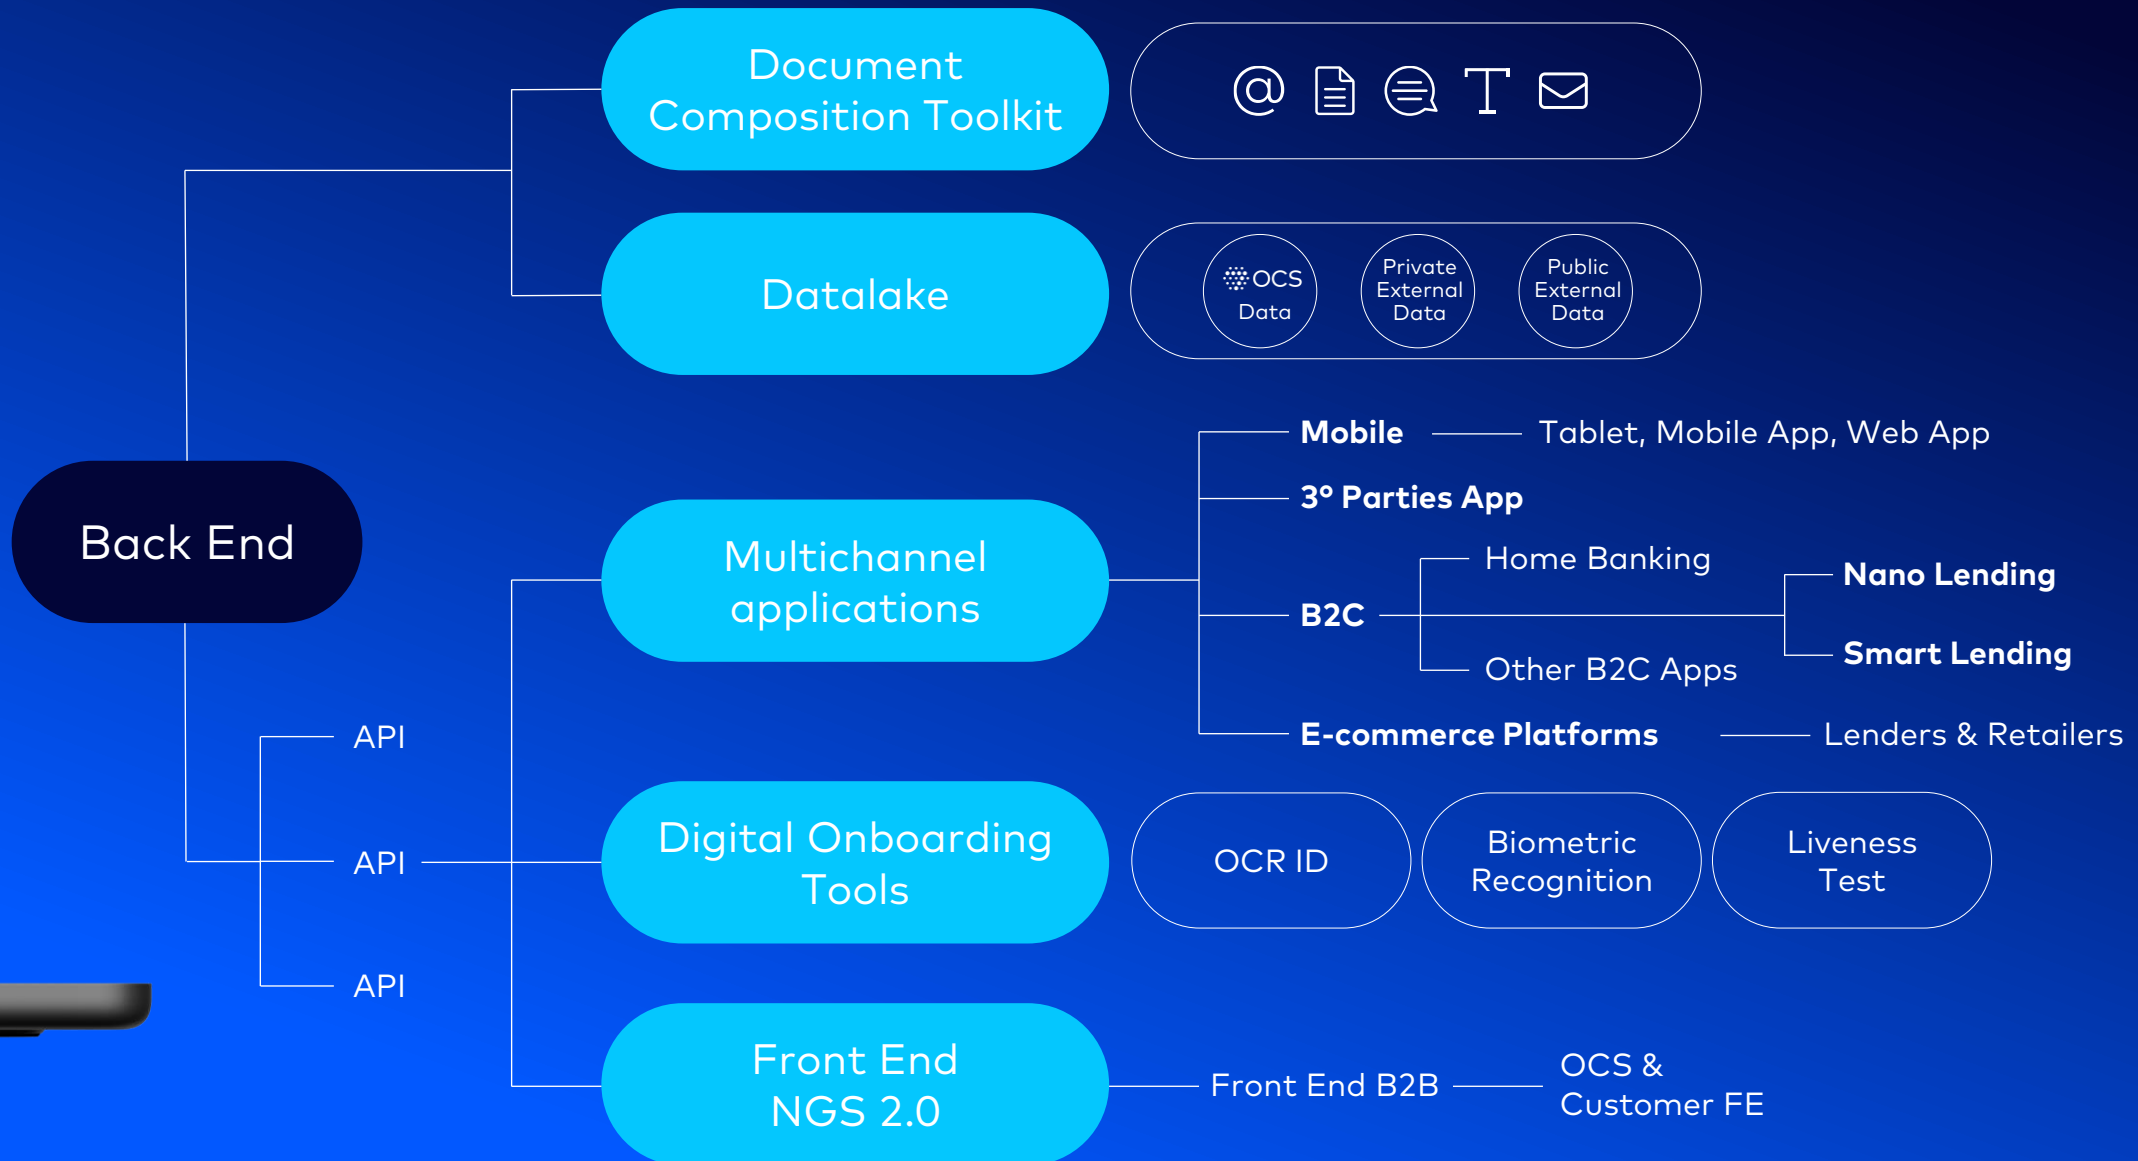 Document
Composition Toolkit
Datalake
OCS
Data
Private
External
Data
Public
External
Data
Back End
Multichannel
applications
Mobile
Tablet, Mobile App, Web App
3º Parties App
B2C
Home Banking
Other B2C Apps
Nano Lending
Smart Lending
E-commerce Platforms
Lenders & Retailers
API
API
API
Digital Onboarding
Tools
OCR ID
Biometric
Recognition
Liveness
Test
Front End
NGS 2.0
Front End B2B
OCS &
Customer FE